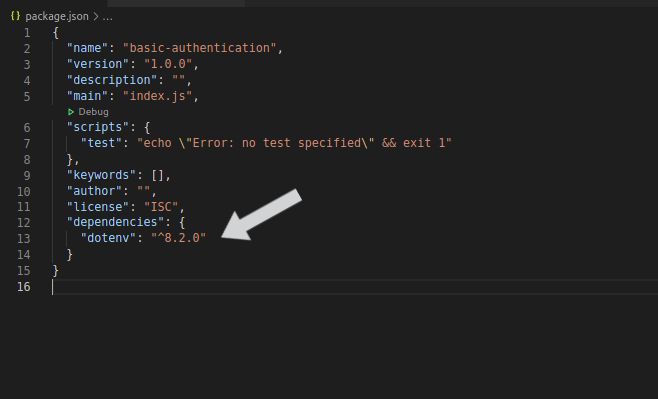 {} package.json > ...
1 {
2   "name": "basic-authentication",
3   "version": "1.0.0",
4   "description": "",
5   "main": "index.js",
Debug
6   "scripts": {
7     "test": "echo \"Error: no test specified\" && exit 1"
8   },
9   "keywords": [],
10   "author": "",
11   "license": "ISC",
12   "dependencies": {
13     "dotenv": "^8.2.0"
14   }
15 }
16